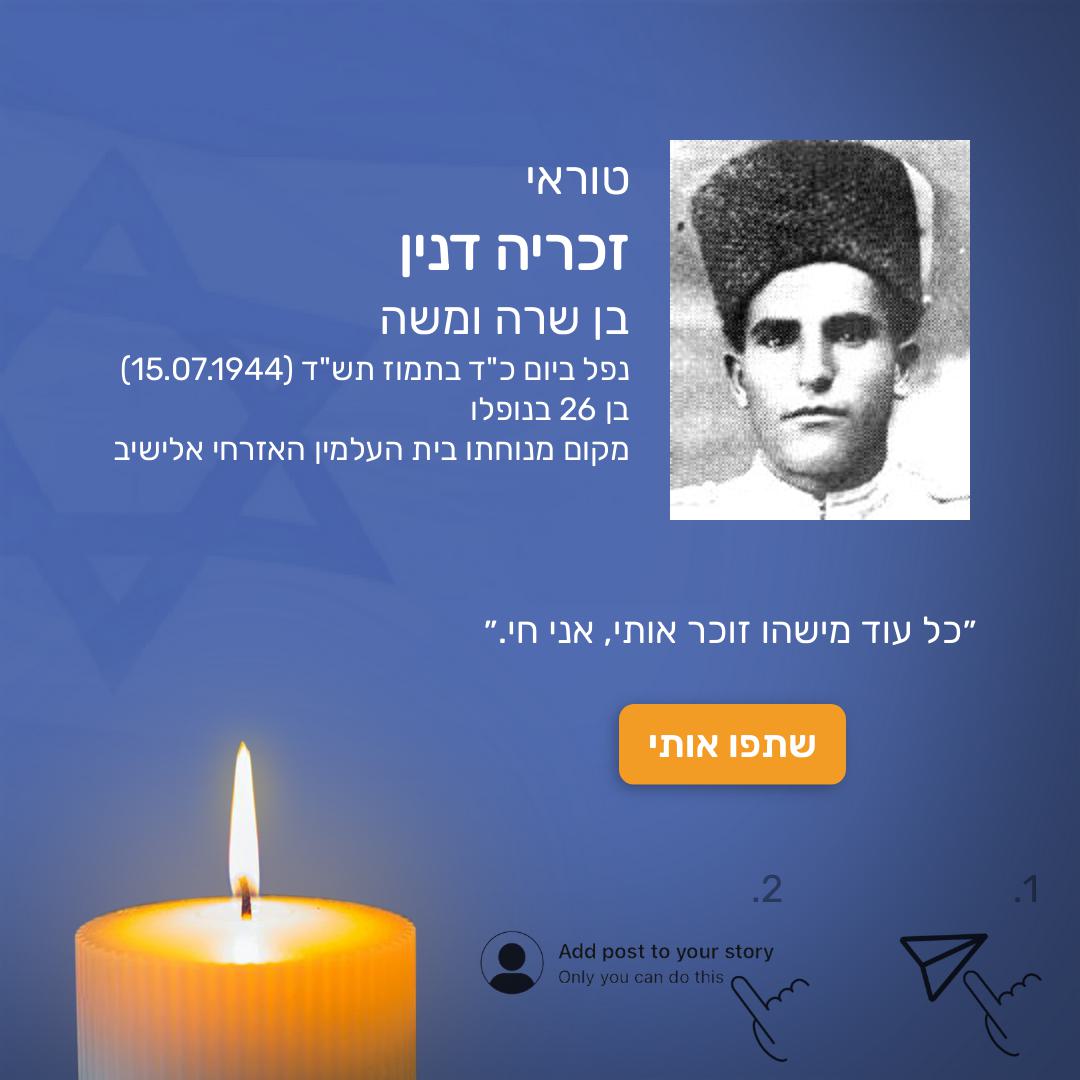 טוראי
זכריה דנין
בן שרה ומשה
נפל ביום כ"ד בתמוז תש"ד (15.07.1944)
בן 26 בנופלו
מקום מנוחתו בית העלמין האזרחי אלישיב
״כל עוד מישהו זוכר אותי, אני חי.״
שתפו אותי
1.
2.
Add post to your story
Only you can do this